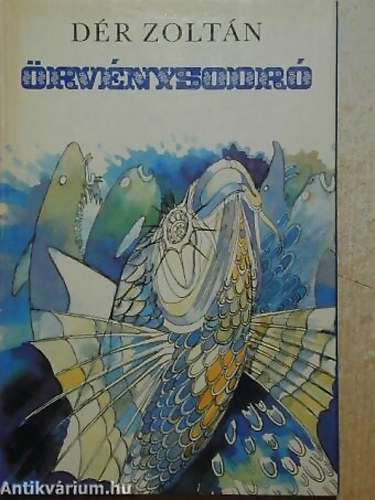 DÉR ZOLTÁN
ÖRVÉNYSODRÓ
Antikvárium.hu